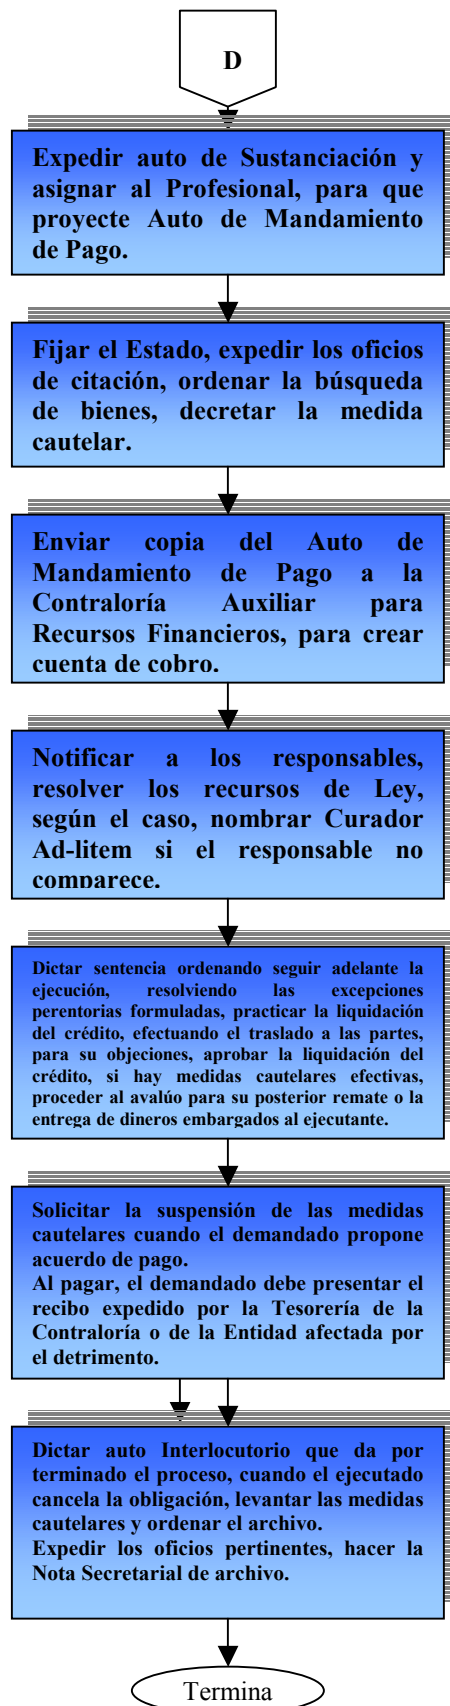 D
Expedir auto de Sustanciación y
asignar al Profesional, para que
proyecte Auto de Mandamiento
de Pago.
Fijar el Estado, expedir los oficios
de citación, ordenar la búsqueda
de bienes, decretar la medida
cautelar.
Enviar copia del Auto de
Mandamiento de Pago a la
Contraloría Auxiliar para
Recursos Financieros, para crear
cuenta de cobro.
Notificar a los responsables,
resolver los recursos de Ley,
según el caso, nombrar Curador
Ad-litem si el responsable no
comparece.
Dictar sentencia ordenando seguir adelante la
ejecución, resolviendo las excepciones
perentorias formuladas, practicar la liquidación
del crédito, efectuando el traslado a las partes,
para su objeciones, aprobar la liquidación del
crédito, si hay medidas cautelares efectivas,
proceder al avalúo para su posterior remate o la
entrega de dineros embargados al ejecutante.
Solicitar la suspensión de las medidas
cautelares cuando el demandado propone
acuerdo de pago.
Al pagar, el demandado debe presentar el
recibo expedido por la Tesorería de la
Contraloría o de la Entidad afectada por
el detrimento.
Dictar auto Interlocutorio que da por
terminado el proceso, cuando el ejecutado
cancela la obligación, levantar las medidas
cautelares y ordenar el archivo.
Expedir los oficios pertinentes, hacer la
Nota Secretarial de archivo.
Termina